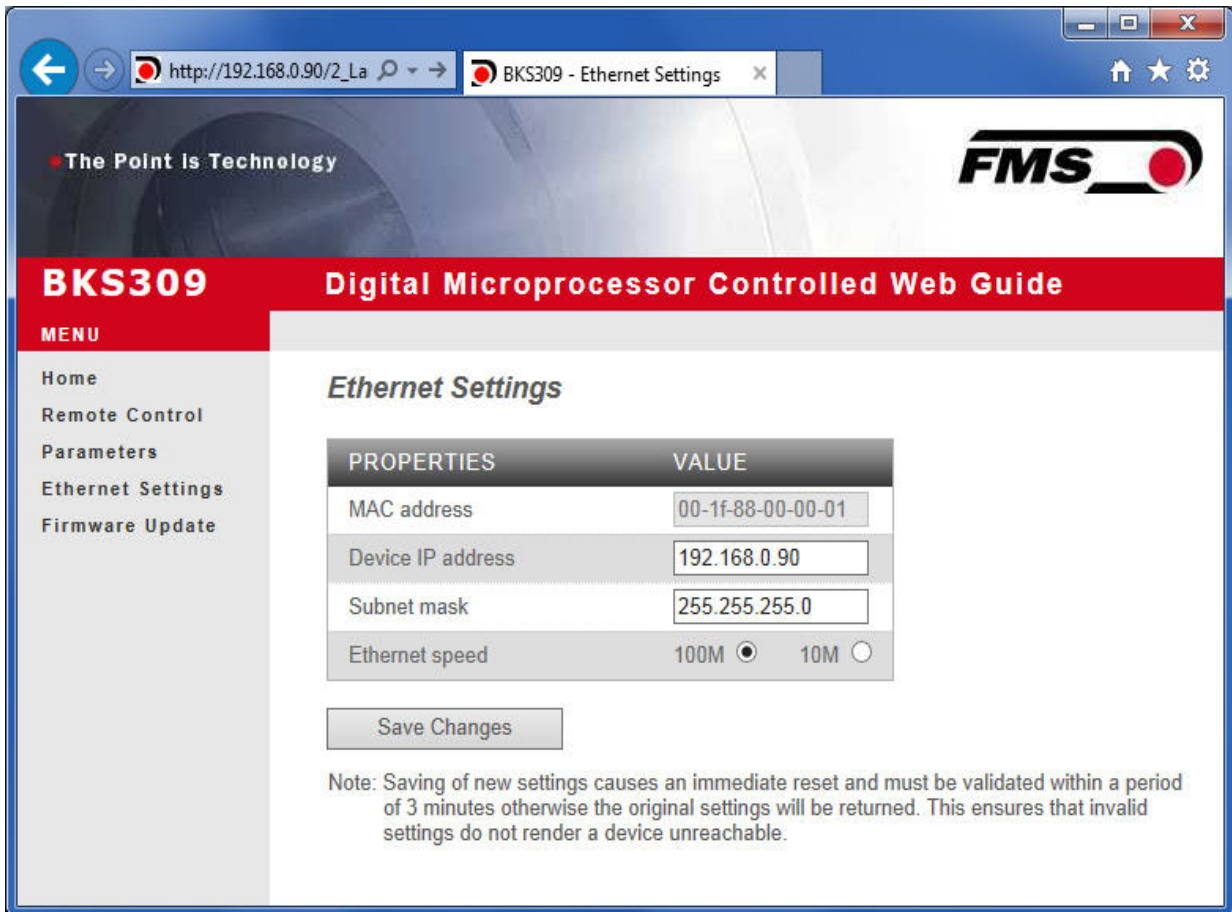 http://192.168.0.90/2_La
BKS309 - Ethernet Settings
The Point is Technology
FMS
BKS309
Digital Microprocessor Controlled Web Guide
MENU
Home
Remote Control
Parameters
Ethernet Settings
Firmware Update
Ethernet Settings
PROPERTIES VALUE
MAC address 00-1f-88-00-00-01
Device IP address 192.168.0.90
Subnet mask 255.255.255.0
Ethernet speed 100M 10M
Save Changes
Note: Saving of new settings causes an immediate reset and must be validated within a period
of 3 minutes otherwise the original settings will be returned. This ensures that invalid
settings do not render a device unreachable.